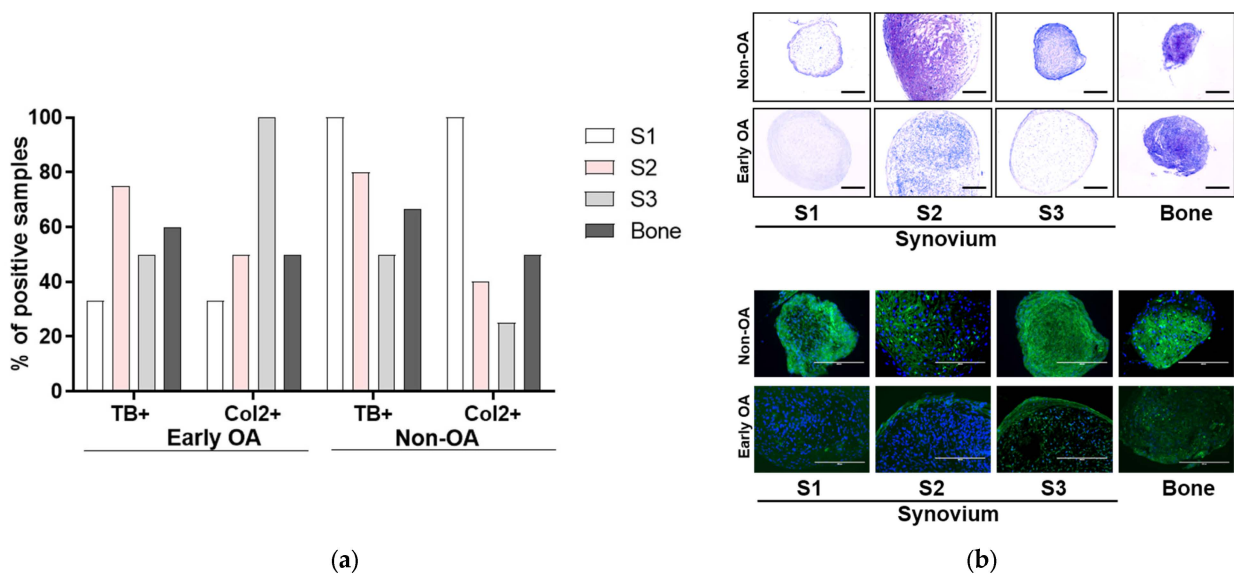 % of positive samples
100
80
60
40
20
0
TB+ Col2+ TB+ Col2+
Early OA Non-OA
S1
S2
S3
Bone
(a)
Non-OA
Early OA
S1 S2 S3 Bone
Synovium
Non-OA
Early OA
S1 S2 S3 Bone
Synovium
(b)